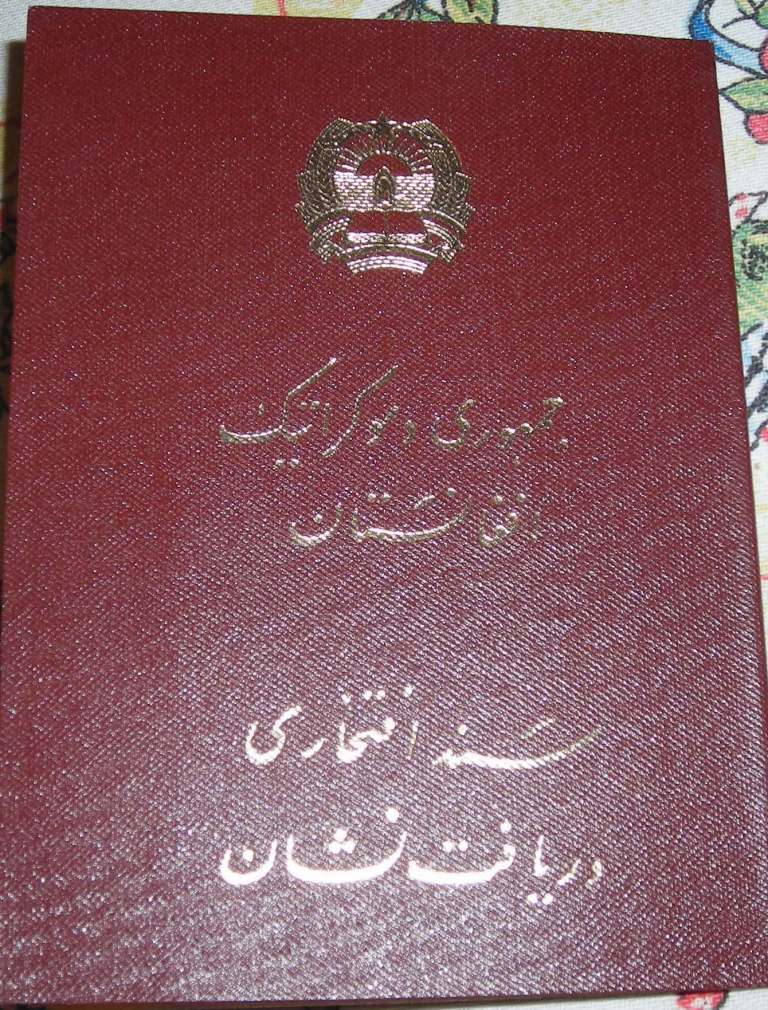 جمهوری دموکراتیک
افغانستان
سند افتخاری
دریافت نشان